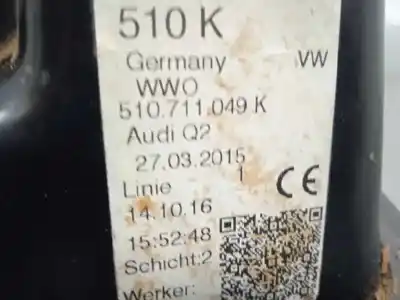 510 K
Germany VW
WWO
510.711.049 K
Audi Q2
27.03.2015
Linie 1
14.10.16 CE
15:52:48
Schicht:2
Werker: